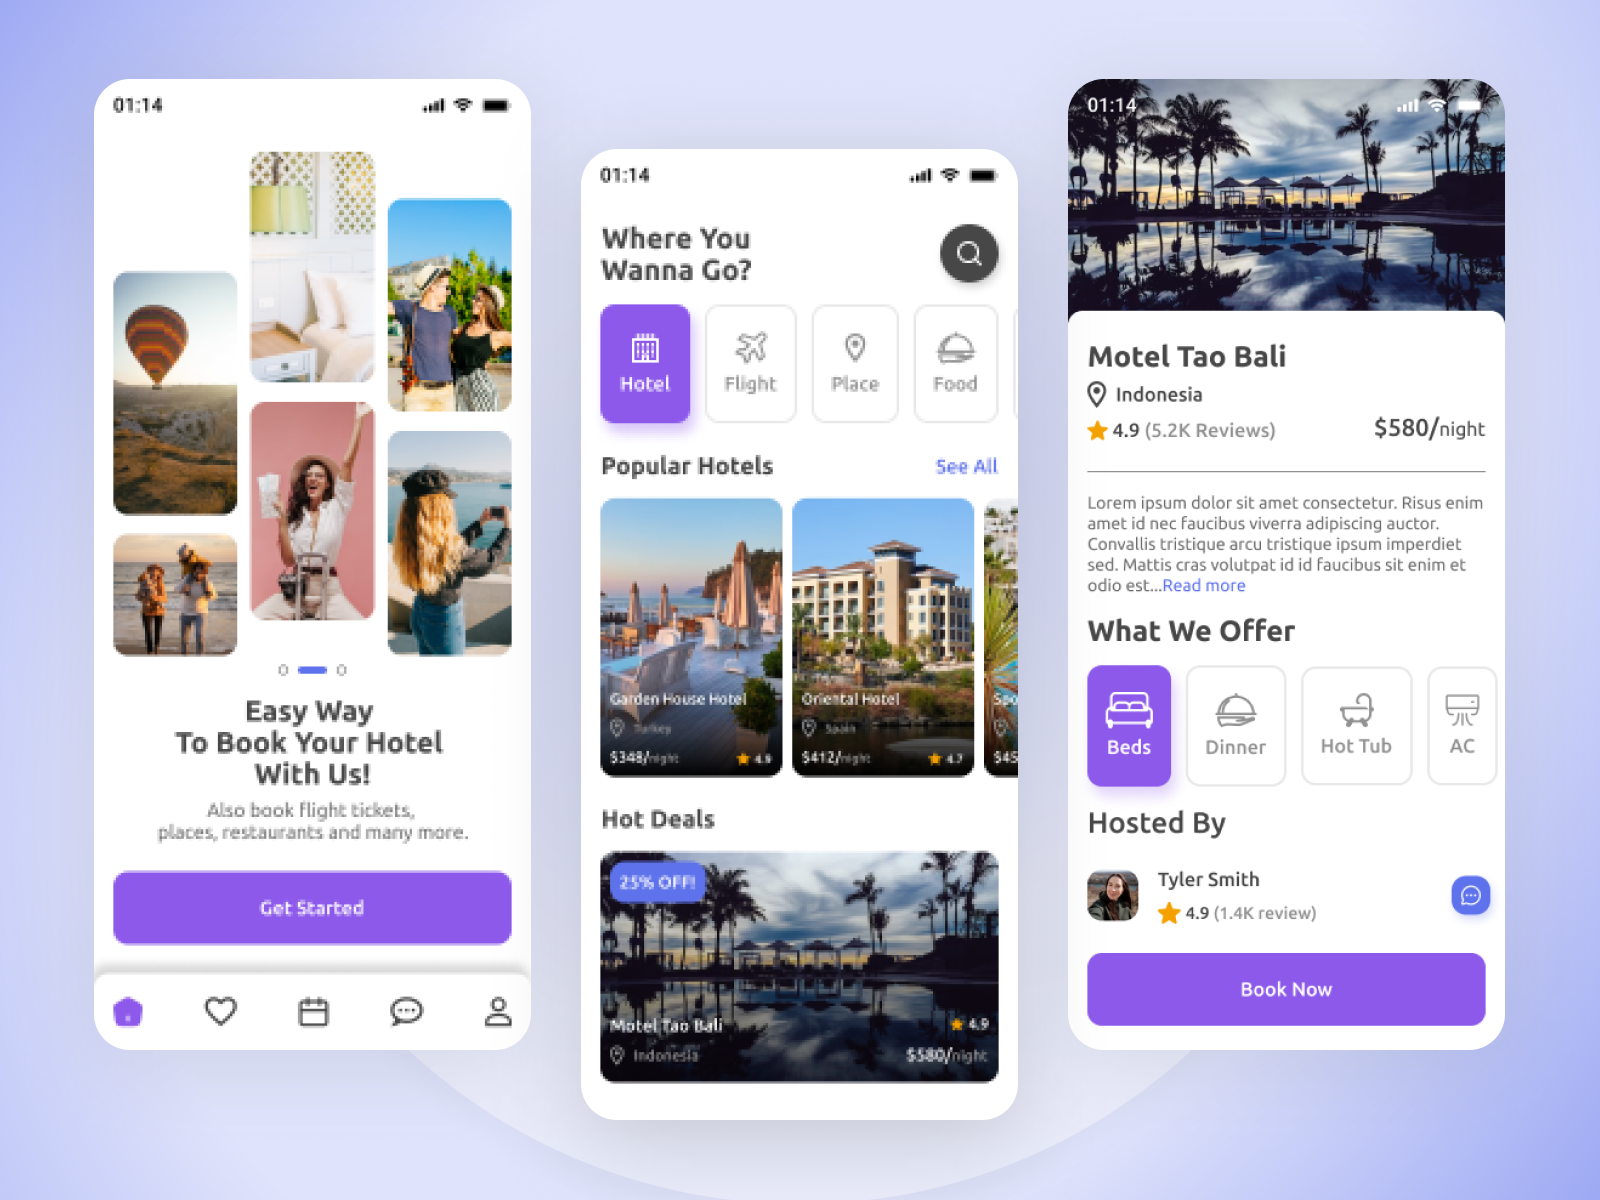 01:14
Easy Way
To Book Your Hotel
With Us!
Also book flight tickets,
places, restaurants and many more.
Get Started
01:14
Where You
Wanna Go?
Hotel
Flight
Place
Food
Popular Hotels
See All
Garden House Hotel
Turkey
$348/night
4.9
Oriental Hotel
Spain
$412/night
4.7
Spo
$45
Hot Deals
25% OFF!
Motel Tao Bali
4.9
Indonesia
$580/night
01:14
Motel Tao Bali
Indonesia
4.9 (5.2K Reviews)
$580/night
Lorem ipsum dolor sit amet consectetur. Risus enim
amet id nec faucibus viverra adipiscing auctor.
Convallis tristique arcu tristique ipsum imperdiet
sed. Mattis cras volutpat id id faucibus sit enim et
odio est...Read more
What We Offer
Beds
Dinner
Hot Tub
AC
Hosted By
Tyler Smith
4.9 (1.4K review)
Book Now